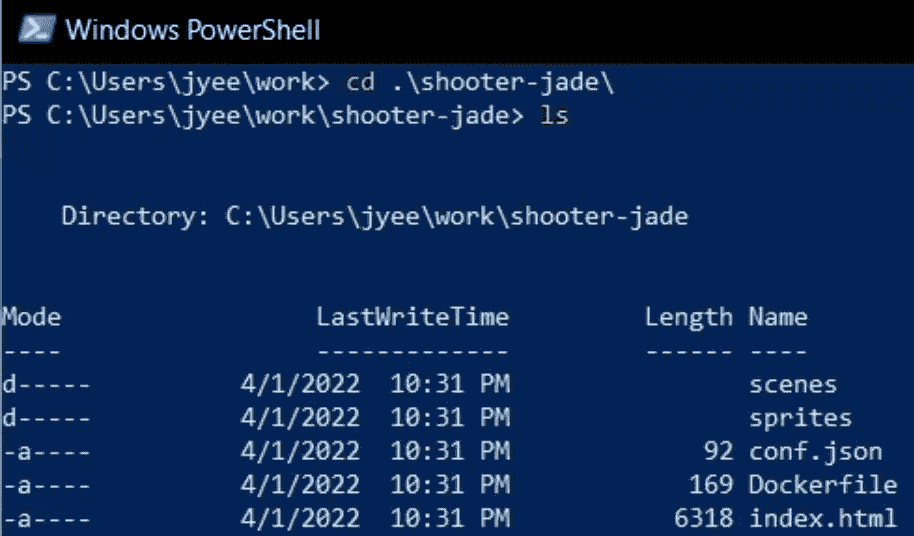 Windows PowerShell
PS C:\Users\jyee\work> cd .\shooter-jade\
PS C:\Users\jyee\work\shooter-jade> ls
Directory: C:\Users\jyee\work\shooter-jade
Mode LastWriteTime Length Name
---- ------------- ------ ----
d----- 4/1/2022 10:31 PM scenes
d----- 4/1/2022 10:31 PM sprites
-a---- 4/1/2022 10:31 PM 92 conf.json
-a---- 4/1/2022 10:31 PM 169 Dockerfile
-a---- 4/1/2022 10:31 PM 6318 index.html